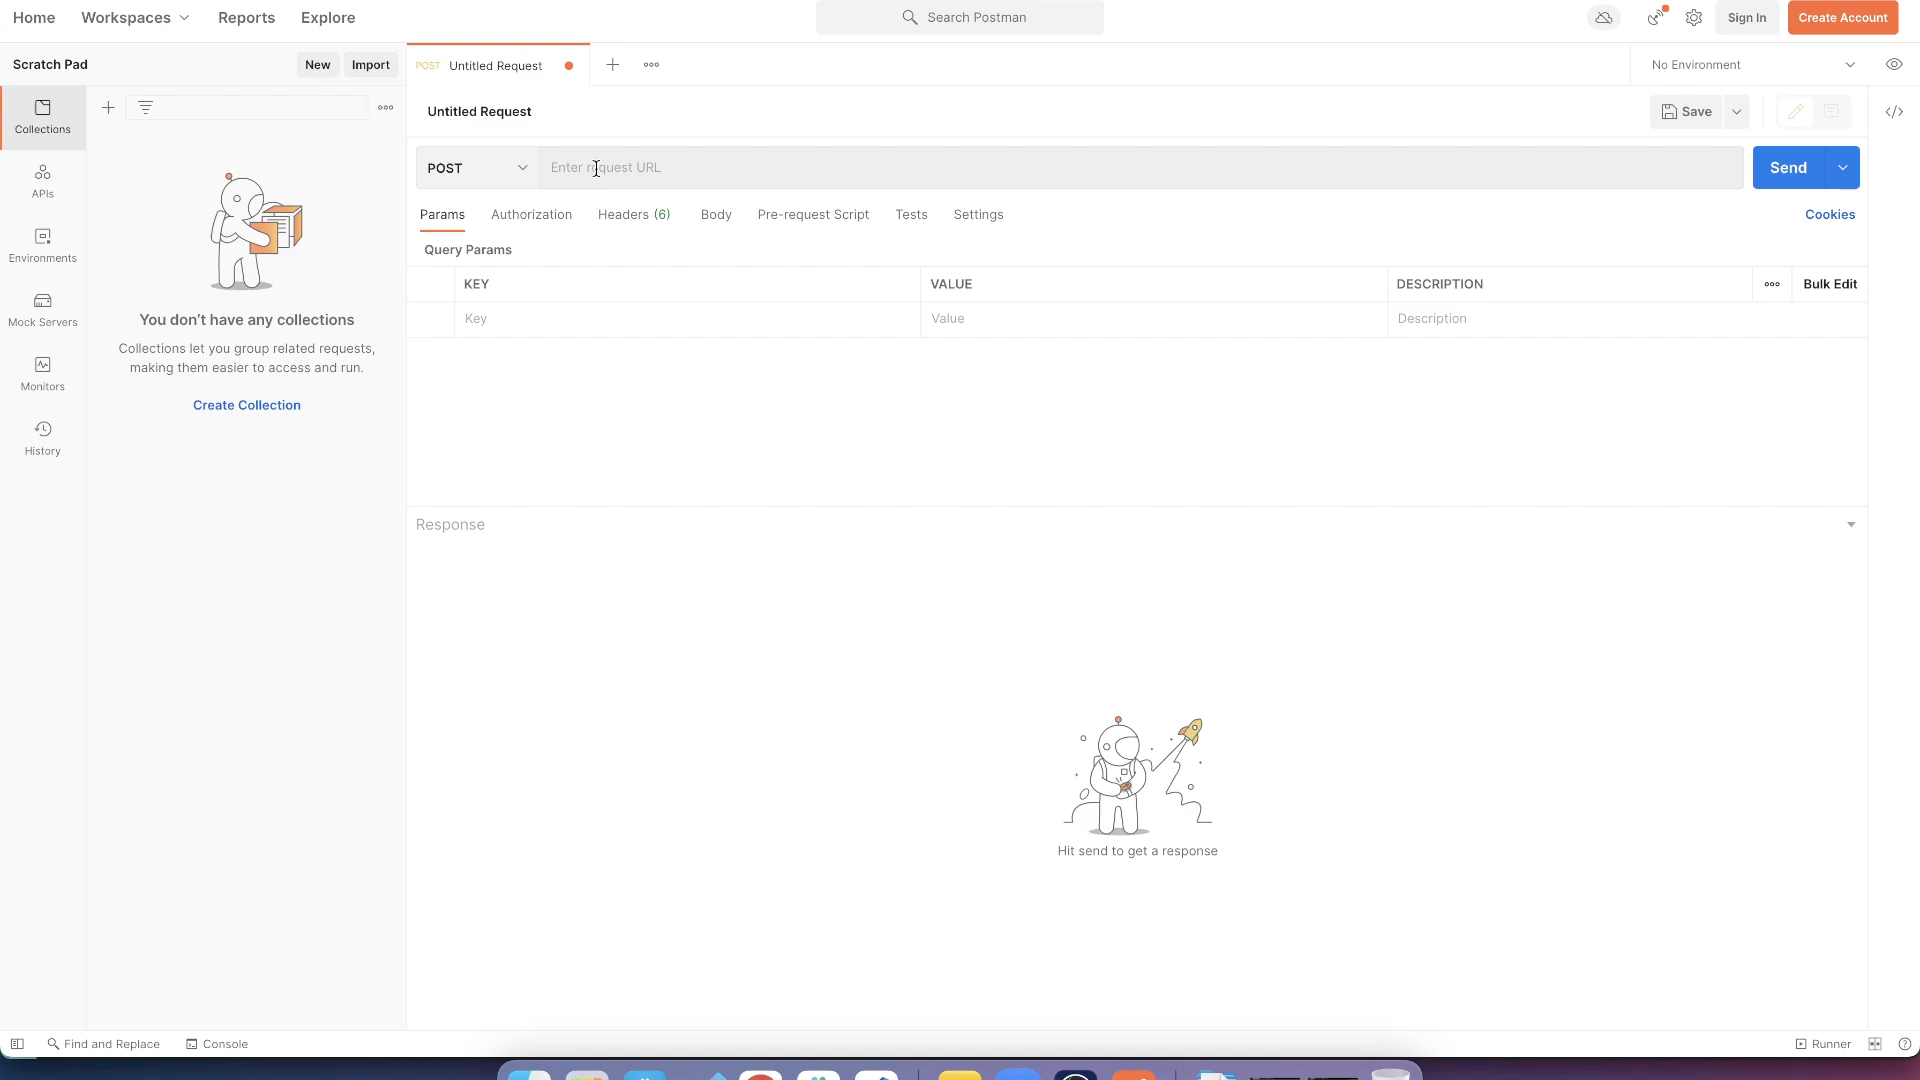 Home Workspaces Reports Explore
Search Postman
Sign In Create Account
Scratch Pad
New Import
POST Untitled Request
No Environment
Untitled Request
Save
Collections
APIs
Environments
Mock Servers
Monitors
History
You don't have any collections
Collections let you group related requests,
making them easier to access and run.
Create Collection
POST Enter request URL Send
Params Authorization Headers (6) Body Pre-request Script Tests Settings Cookies
Query Params
KEY VALUE DESCRIPTION Bulk Edit
Key Value Description
Response
Hit send to get a response
Find and Replace Console Runner